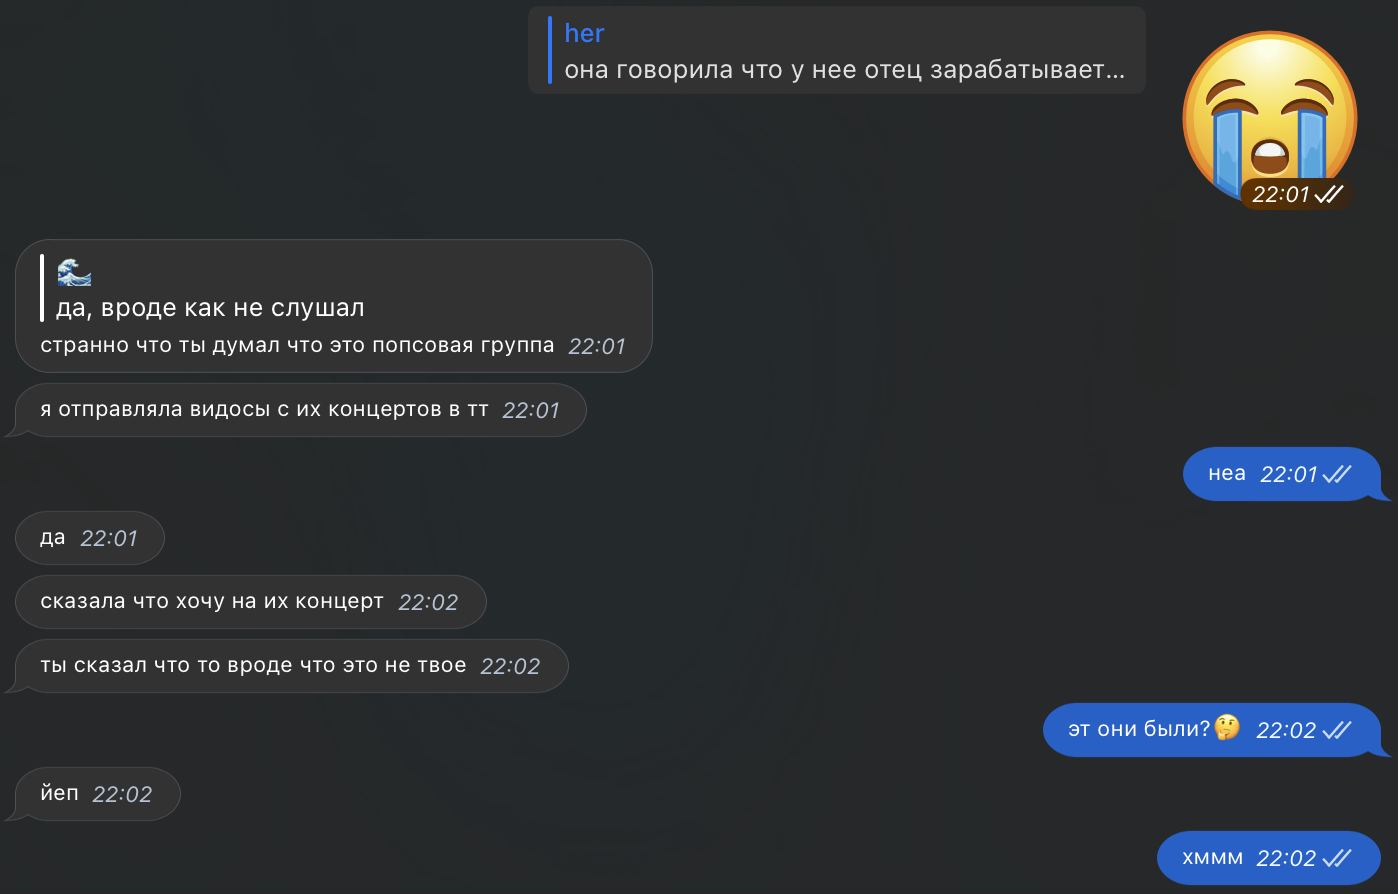 her
она говорила что у нее отец зарабатывает...
22:01
🌊
да, вроде как не слушал
странно что ты думал что это попсовая группа 22:01
я отправляла видосы с их концертов в тт 22:01
неа 22:01
да 22:01
сказала что хочу на их концерт 22:02
ты сказал что то вроде что это не твое 22:02
эт они были?🤔 22:02
йеп 22:02
хммм 22:02